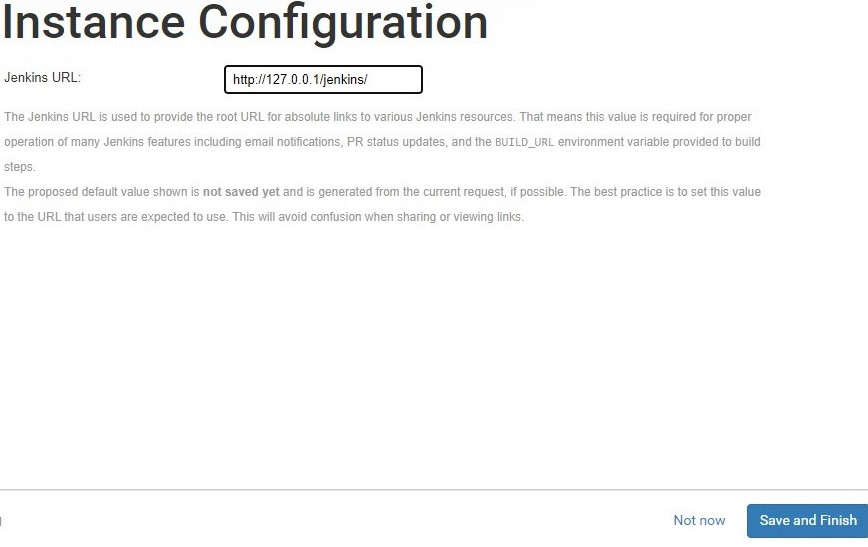 Instance Configuration
Jenkins URL:
http://127.0.0.1/jenkins/
The Jenkins URL is used to provide the root URL for absolute links to various Jenkins resources. That means this value is required for proper
operation of many Jenkins features including email notifications, PR status updates, and the BUILD_URL environment variable provided to build
steps.
The proposed default value shown is not saved yet and is generated from the current request, if possible. The best practice is to set this value
to the URL that users are expected to use. This will avoid confusion when sharing or viewing links.
Not now
Save and Finish